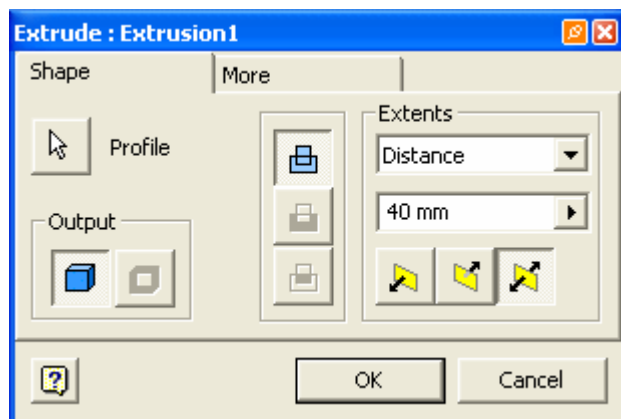 Extrude : Extrusion1
Shape
More
Profile
Extents
Distance
40 mm
Output
OK
Cancel